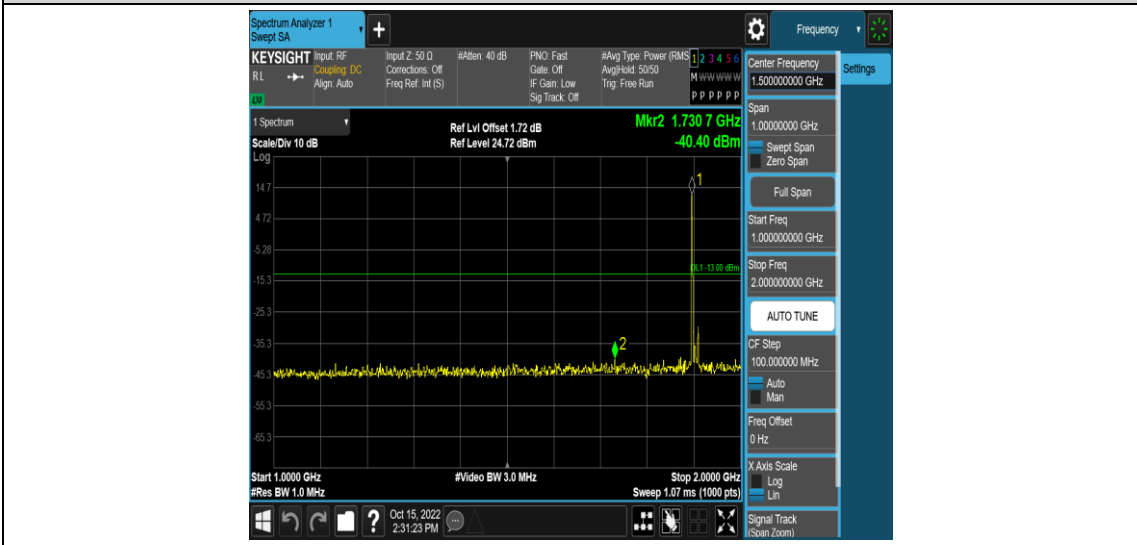 Spectrum Analyzer 1
Swept SA
+
Frequency
KEYSIGHT
RL
Input: RF
Coupling: DC
Align: Auto
Input Z: 50 Ω
Corrections: Off
Freq Ref: Int (S)
#Atten: 40 dB
PNO: Fast
Gate: Off
IF Gain: Low
Sig Track: Off
#Avg Type: Power (RMS
Avg|Hold: 50/50
Trig: Free Run
1 2 3 4 5 6
M W W W W W
P P P P P P
1 Spectrum
Scale/Div 10 dB
Log
Ref Lvl Offset 1.72 dB
Ref Level 24.72 dBm
Mkr2 1.730 7 GHz
-40.40 dBm
14.7
4.72
-5.28
-15.3
-25.3
-35.3
-45.3
-55.3
-65.3
1
DL1 -13.00 dBm
2
Start 1.0000 GHz
#Res BW 1.0 MHz
#Video BW 3.0 MHz
Stop 2.0000 GHz
Sweep 1.07 ms (1000 pts)
?
Oct 15, 2022
2:31:23 PM
Center Frequency
1.500000000 GHz
Settings
Span
1.00000000 GHz
Swept Span
Zero Span
Full Span
Start Freq
1.000000000 GHz
Stop Freq
2.000000000 GHz
AUTO TUNE
CF Step
100.000000 MHz
Auto
Man
Freq Offset
0 Hz
X Axis Scale
Log
Lin
Signal Track
(Span Zoom)